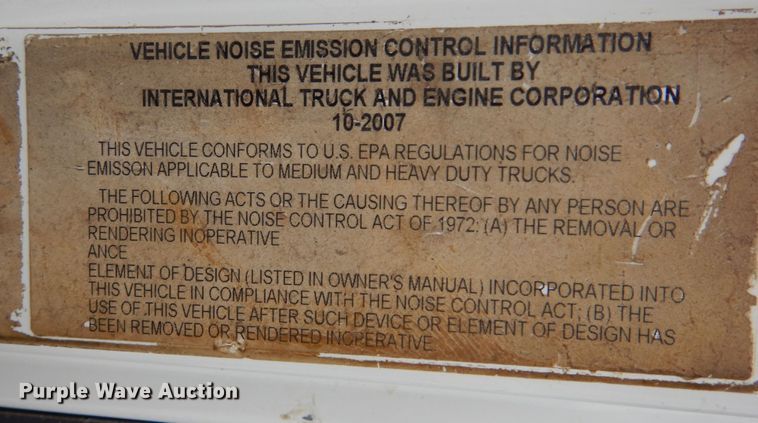 VEHICLE NOISE EMISSION CONTROL INFORMATION
THIS VEHICLE WAS BUILT BY
INTERNATIONAL TRUCK AND ENGINE CORPORATION
10-2007
THIS VEHICLE CONFORMS TO U.S. EPA REGULATIONS FOR NOISE
EMISSON APPLICABLE TO MEDIUM AND HEAVY DUTY TRUCKS.
THE FOLLOWING ACTS OR THE CAUSING THEREOF BY ANY PERSON ARE
PROHIBITED BY THE NOISE CONTROL ACT OF 1972; (A) THE REMOVAL OR
RENDERING INOPERATIVE
ANCE
ELEMENT OF DESIGN (LISTED IN OWNER'S MANUAL) INCORPORATED INTO
THIS VEHICLE IN COMPLIANCE WITH THE NOISE CONTROL ACT; (B) THE
USE OF THIS VEHICLE AFTER SUCH DEVICE OR ELEMENT OF DESIGN HAS
BEEN REMOVED OR RENDERED INOPERATIVE
Purple Wave Auction